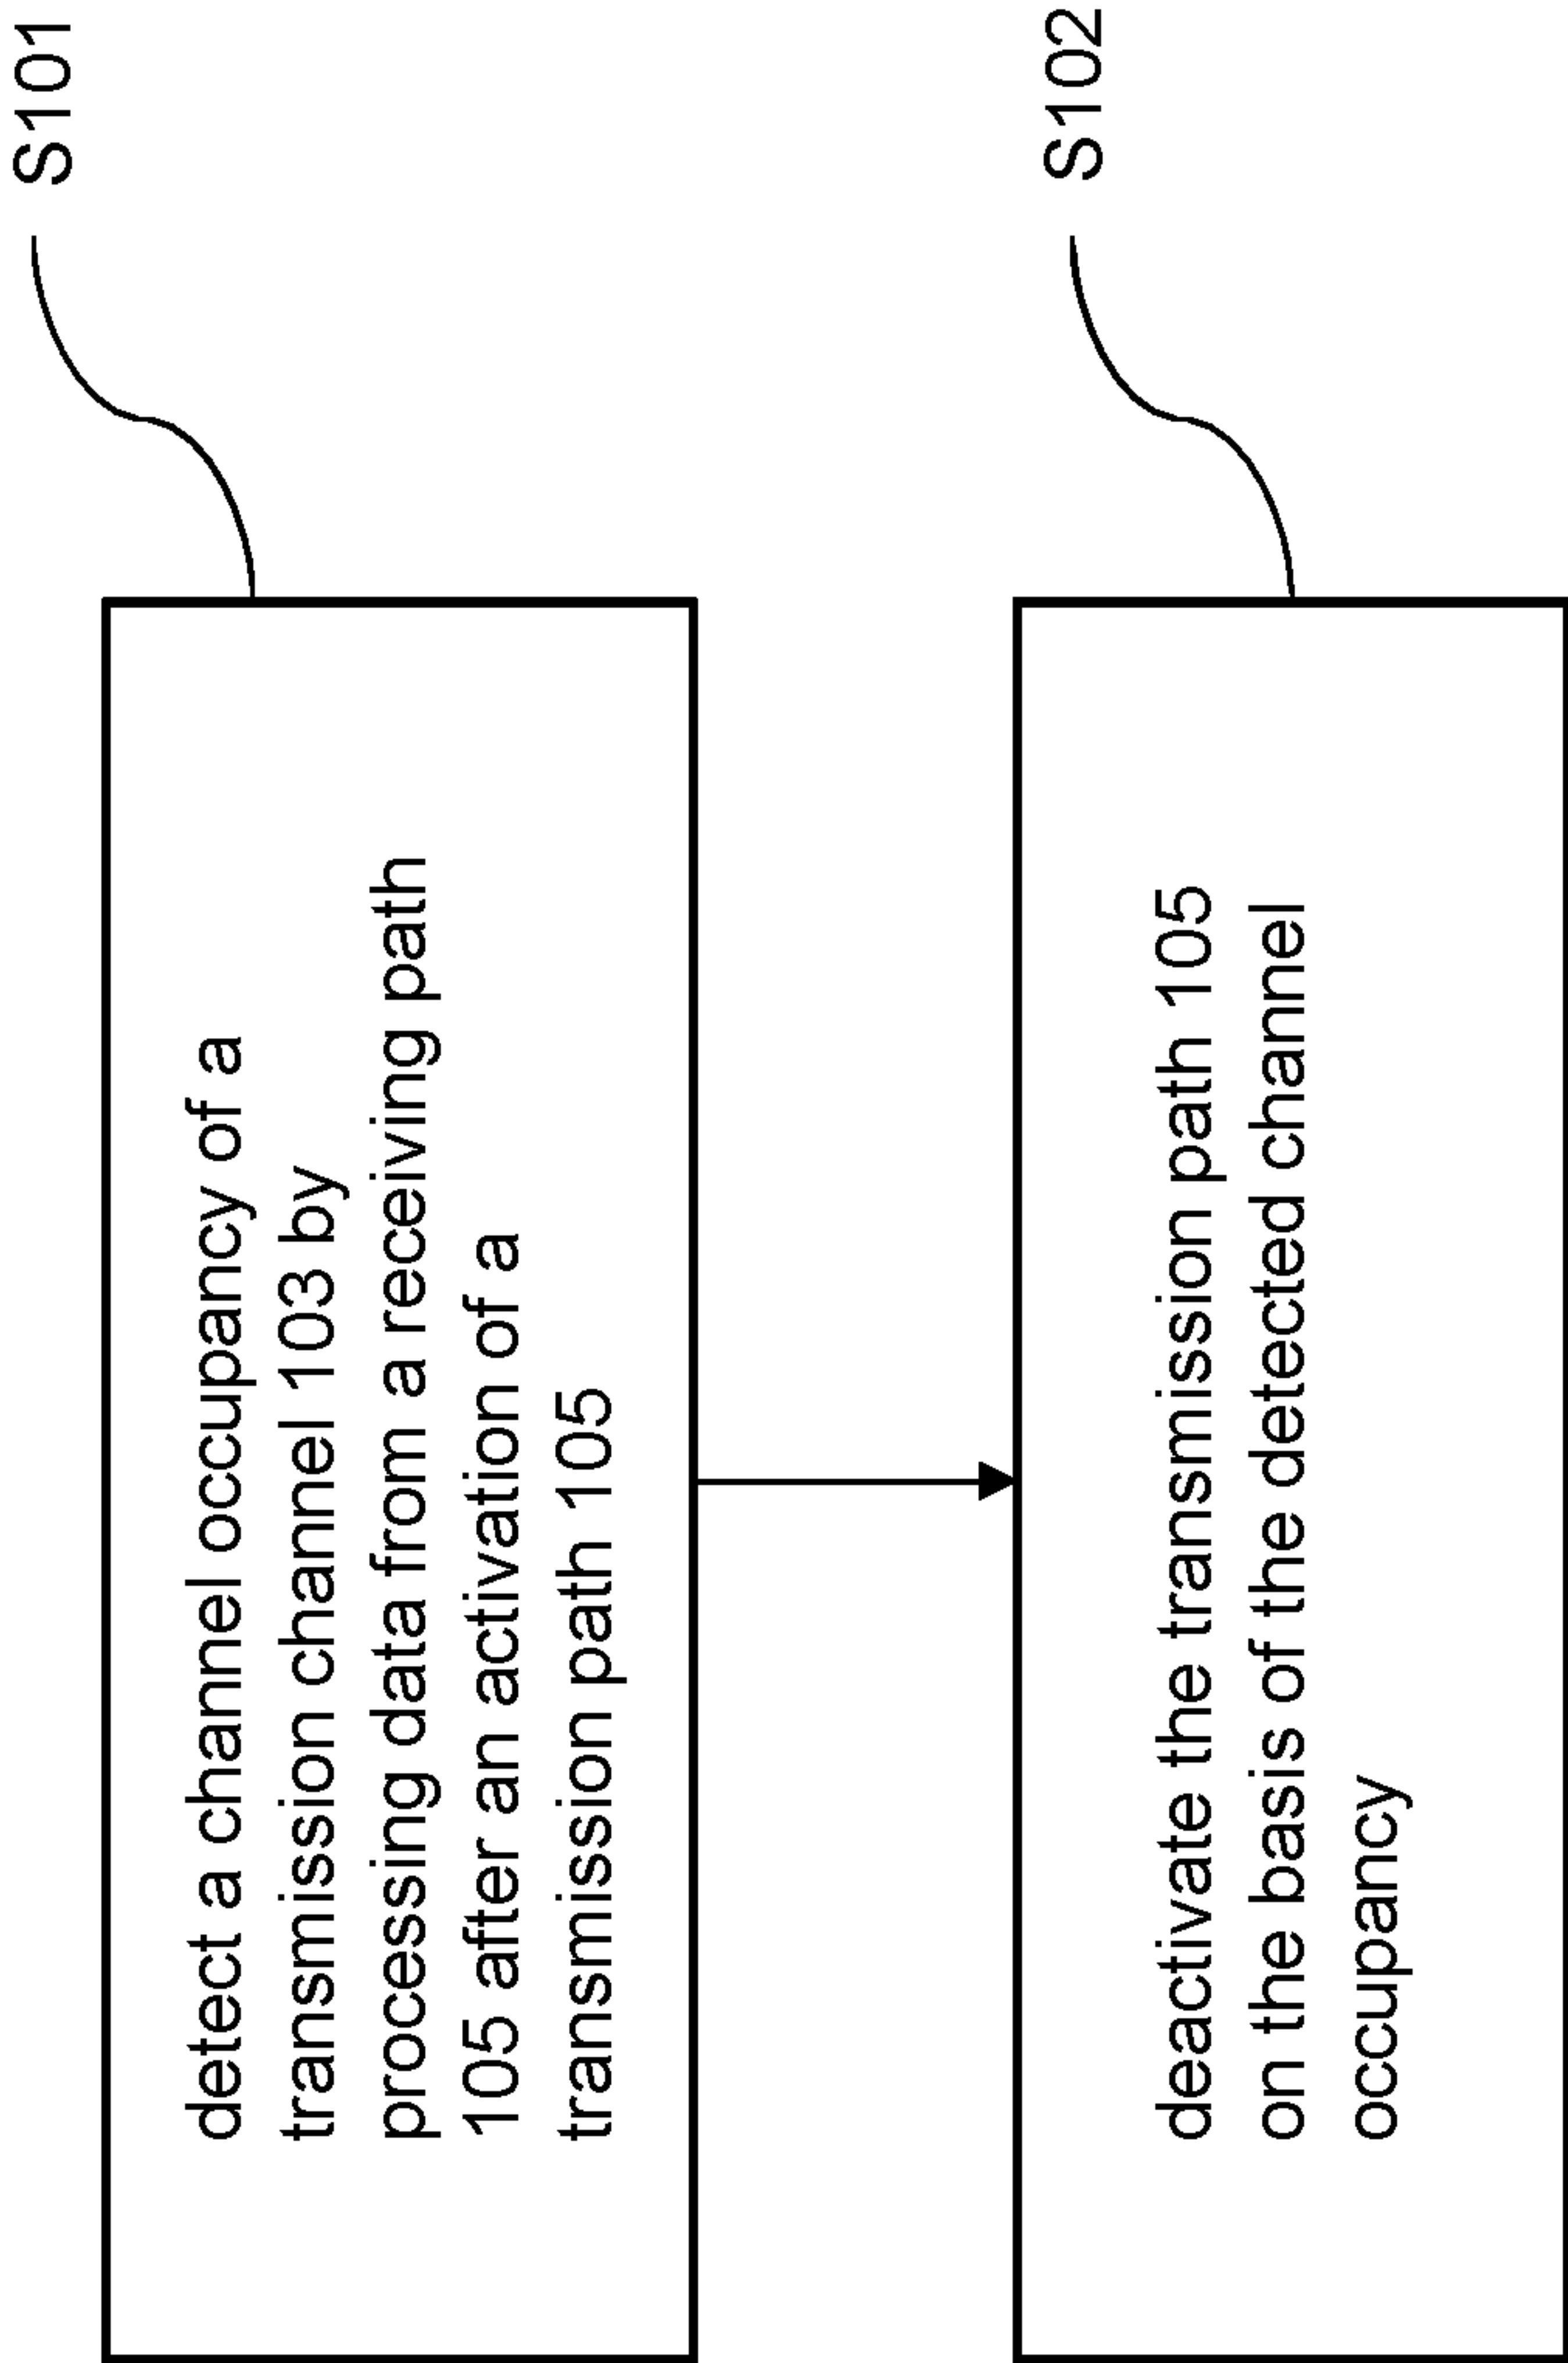 S101
detect a channel occupancy of a
transmission channel 103 by
processing data from a receiving path
105 after an activation of a
transmission path 105
S102
deactivate the transmission path 105
on the basis of the detected channel
occupancy